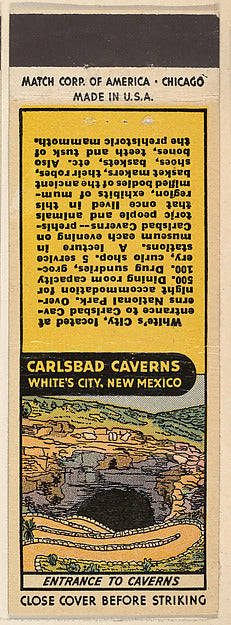 MATCH CORP. OF AMERICA · CHICAGO
MADE IN U.S.A.
White's City, located at
entrance to Carlsbad Cav-
erns National Park. Over-
night accommodation for
500. Dining room capacity
100. Drug sundries, groc-
ery, curio shop, 5 service
stations. A lecture in
museum each evening on
Carlsbad Caverns -- prehis-
toric people and animals
that once lived in this
region, exhibits of mum-
mified bodies of the ancient
basket makers, their robes,
shoes, baskets, etc. Also
bones, teeth and tusk of
the prehistoric mammoth.
CARLSBAD CAVERNS
WHITE'S CITY, NEW MEXICO
ENTRANCE TO CAVERNS
CLOSE COVER BEFORE STRIKING